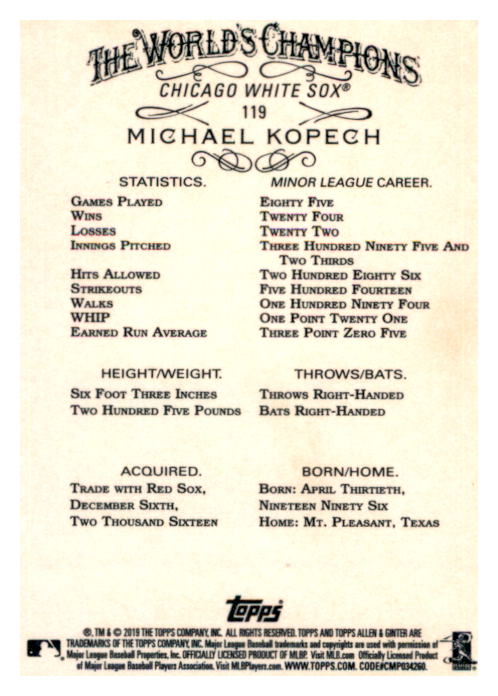 THE WORLD'S CHAMPIONS
CHICAGO WHITE SOX®
119
MICHAEL KOPECH
STATISTICS. MINOR LEAGUE CAREER.
GAMES PLAYED EIGHTY FIVE
WINS TWENTY FOUR
LOSSES TWENTY TWO
INNINGS PITCHED THREE HUNDRED NINETY FIVE AND
TWO THIRDS
HITS ALLOWED TWO HUNDRED EIGHTY SIX
STRIKEOUTS FIVE HUNDRED FOURTEEN
WALKS ONE HUNDRED NINETY FOUR
WHIP ONE POINT TWENTY ONE
EARNED RUN AVERAGE THREE POINT ZERO FIVE
HEIGHT/WEIGHT. THROWS/BATS.
SIX FOOT THREE INCHES THROWS RIGHT-HANDED
TWO HUNDRED FIVE POUNDS BATS RIGHT-HANDED
ACQUIRED. BORN/HOME.
TRADE WITH RED SOX, BORN: APRIL THIRTIETH,
DECEMBER SIXTH, NINETEEN NINETY SIX
TWO THOUSAND SIXTEEN HOME: MT. PLEASANT, TEXAS
topps
®, TM & © 2019 THE TOPPS COMPANY, INC. ALL RIGHTS RESERVED. TOPPS AND TOPPS ALLEN & GINTER ARE
TRADEMARKS OF THE TOPPS COMPANY, INC. Major League Baseball trademarks and copyrights are used with permission of
Major League Baseball Properties, Inc. OFFICIALLY LICENSED PRODUCT OF MLBP. Visit MLB.com Officially Licensed Product
of Major League Baseball Players Association. Visit MLBPlayers.com. WWW.TOPPS.COM. CODE#CMP034260.